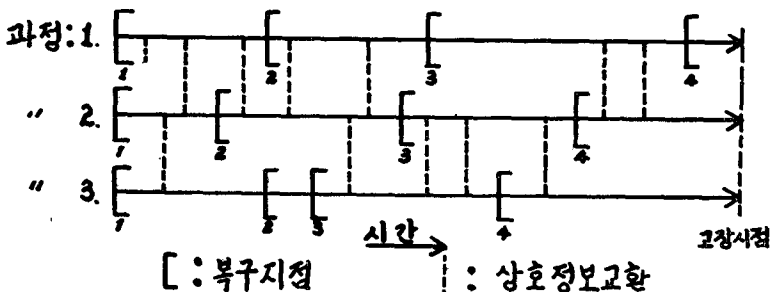 과정:1.
1 2 3 4
" 2.
1 2 3 4
" 3.
1 2 3 4
시간
고장시점
[ : 복구지점
: 상호정보교환